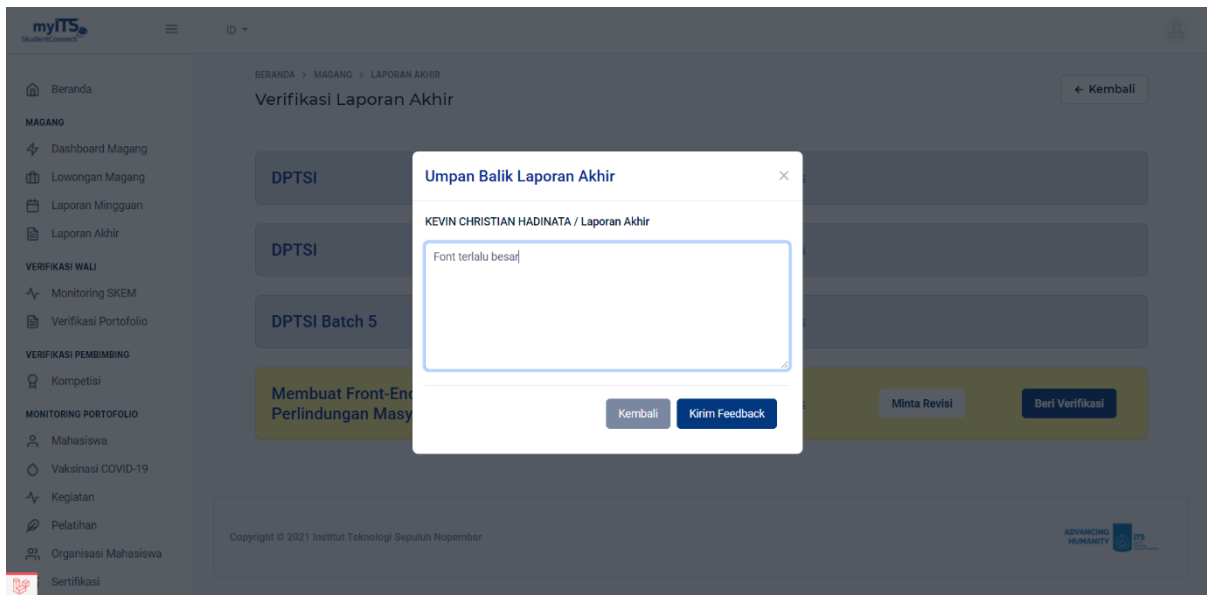 myITS
StudentConnect
ID
Beranda
MAGANG
Dashboard Magang
Lowongan Magang
Laporan Mingguan
Laporan Akhir
VERIFIKASI WALI
Monitoring SKEM
Verifikasi Portofolio
VERIFIKASI PEMBIMBING
Kompetisi
MONITORING PORTOFOLIO
Mahasiswa
Vaksinasi COVID-19
Kegiatan
Pelatihan
Organisasi Mahasiswa
Sertifikasi
BERANDA > MAGANG > LAPORAN AKHIR
Verifikasi Laporan Akhir
← Kembali
DPTSI
DPTSI
DPTSI Batch 5
Membuat Front-En
Perlindungan Masy
Minta Revisi
Beri Verifikasi
Umpan Balik Laporan Akhir
×
KEVIN CHRISTIAN HADINATA / Laporan Akhir
Font terlalu besar
Kembali
Kirim Feedback
Copyright © 2021 Institut Teknologi Sepuluh Nopember
ADVANCING
HUMANITY
ITS